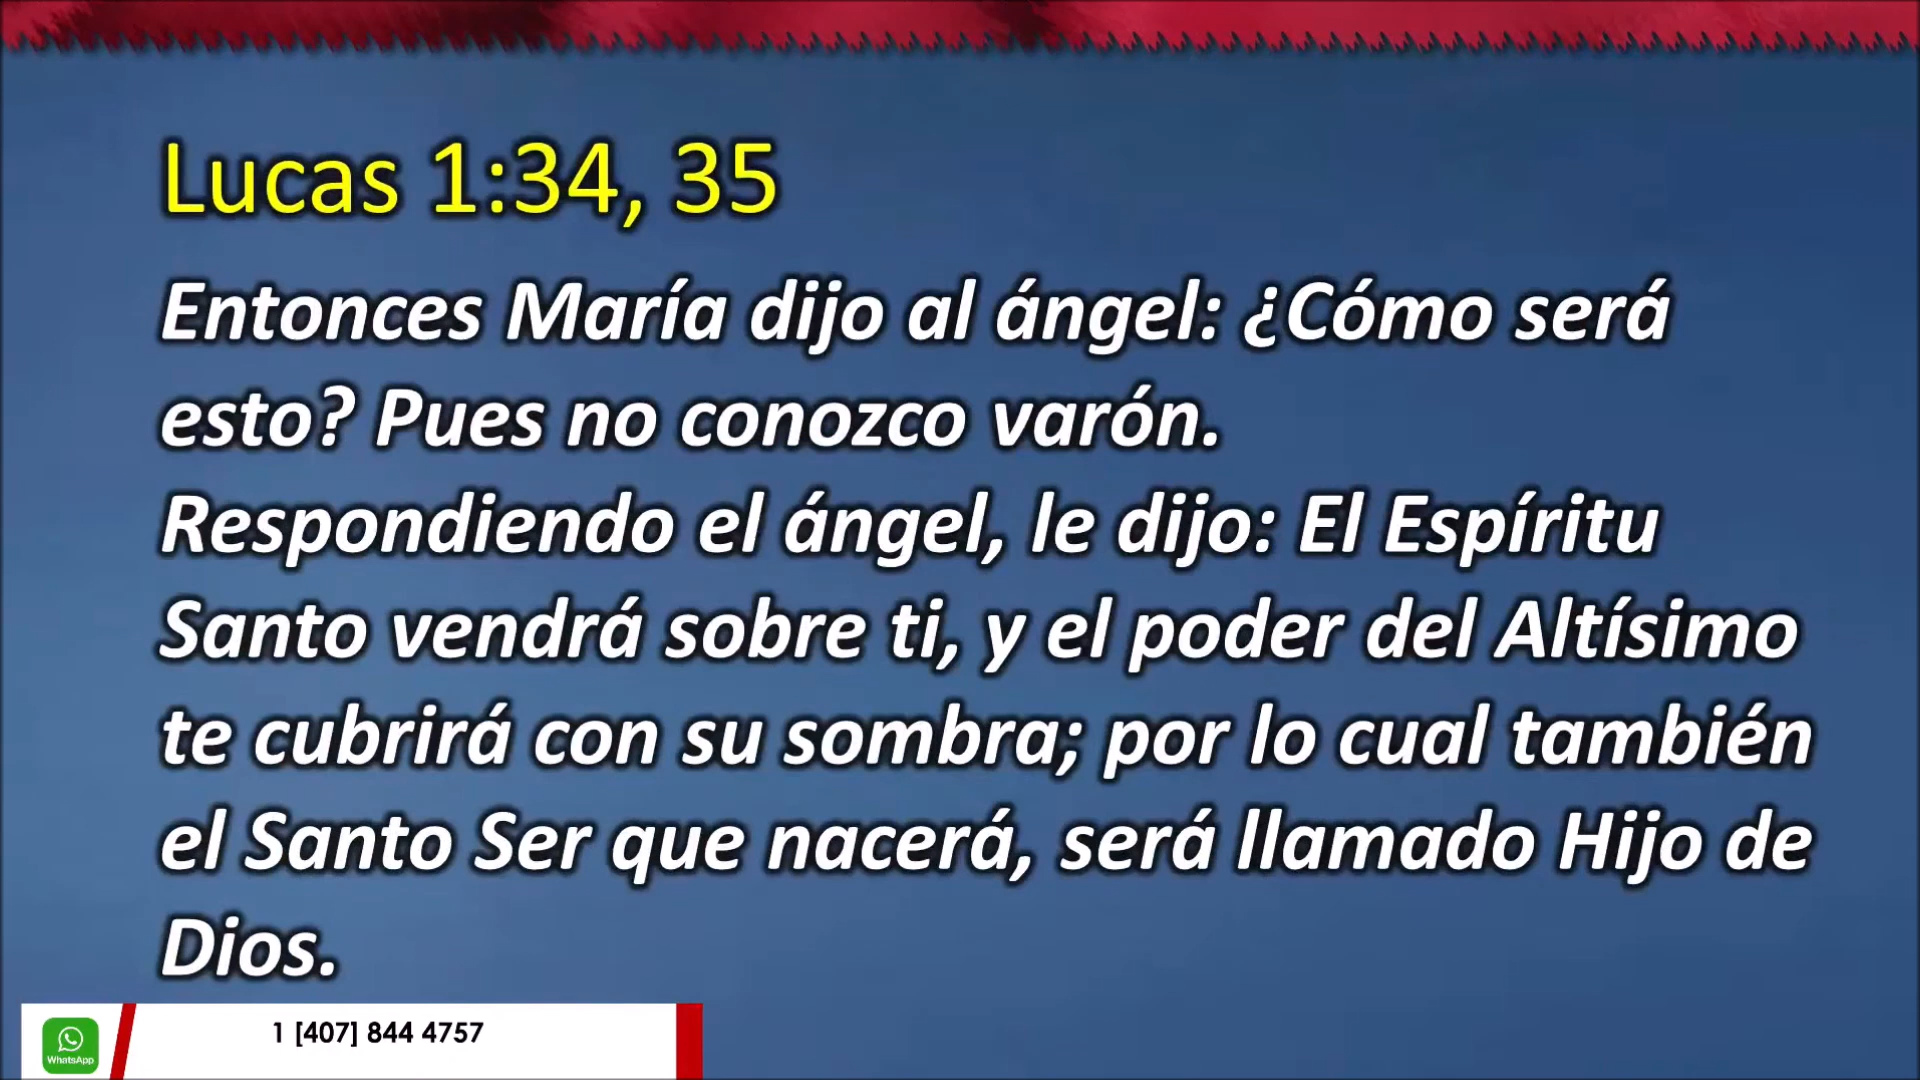 Lucas 1:34, 35
Entonces María dijo al ángel: ¿Cómo será
esto? Pues no conozco varón.
Respondiendo el ángel, le dijo: El Espíritu
Santo vendrá sobre ti, y el poder del Altísimo
te cubrirá con su sombra; por lo cual también
el Santo Ser que nacerá, será llamado Hijo de
Dios.
1 [407] 844 4757
WhatsApp